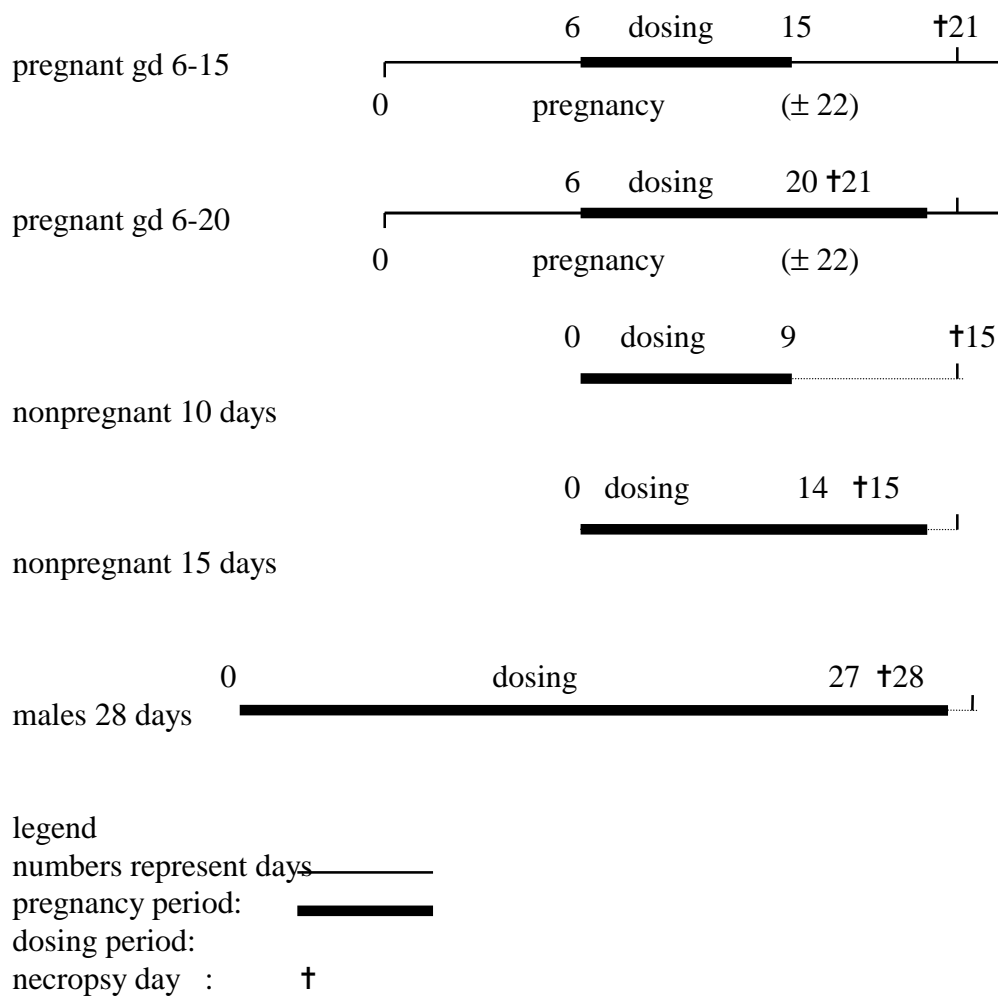 6 dosing 15 †21
pregnant gd 6-15
0 pregnancy (± 22)
6 dosing 20 †21
pregnant gd 6-20
0 pregnancy (± 22)
0 dosing 9 †15
nonpregnant 10 days
0 dosing 14 †15
nonpregnant 15 days
0 dosing 27 †28
males 28 days
legend
numbers represent days
pregnancy period:
dosing period:
necropsy day : †